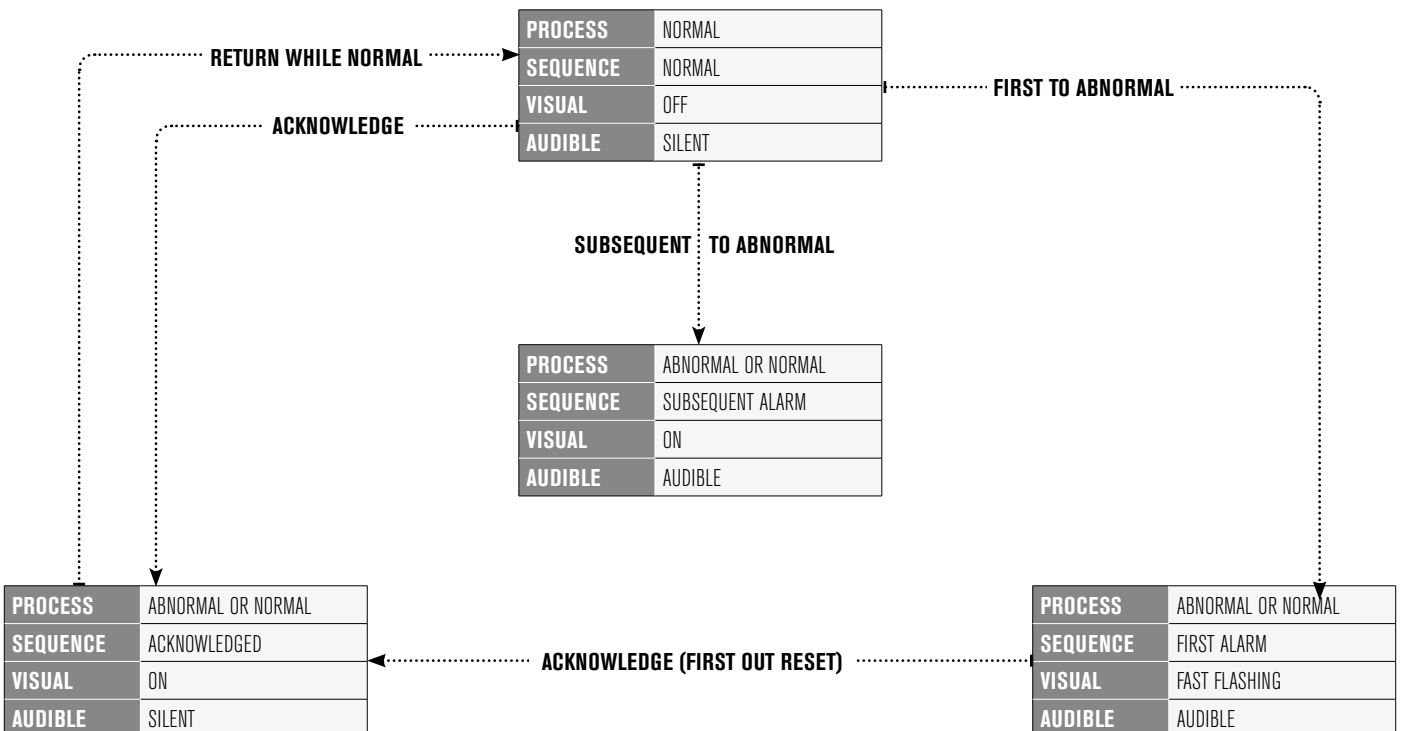 PROCESS NORMAL
RETURN WHILE NORMAL
SEQUENCE NORMAL
FIRST TO ABNORMAL
VISUAL OFF
ACKNOWLEDGE
AUDIBLE SILENT
SUBSEQUENT TO ABNORMAL
PROCESS ABNORMAL OR NORMAL
SEQUENCE SUBSEQUENT ALARM
VISUAL ON
AUDIBLE AUDIBLE
PROCESS ABNORMAL OR NORMAL
SEQUENCE ACKNOWLEDGED
VISUAL ON
AUDIBLE SILENT
ACKNOWLEDGE (FIRST OUT RESET)
PROCESS ABNORMAL OR NORMAL
SEQUENCE FIRST ALARM
VISUAL FAST FLASHING
AUDIBLE AUDIBLE